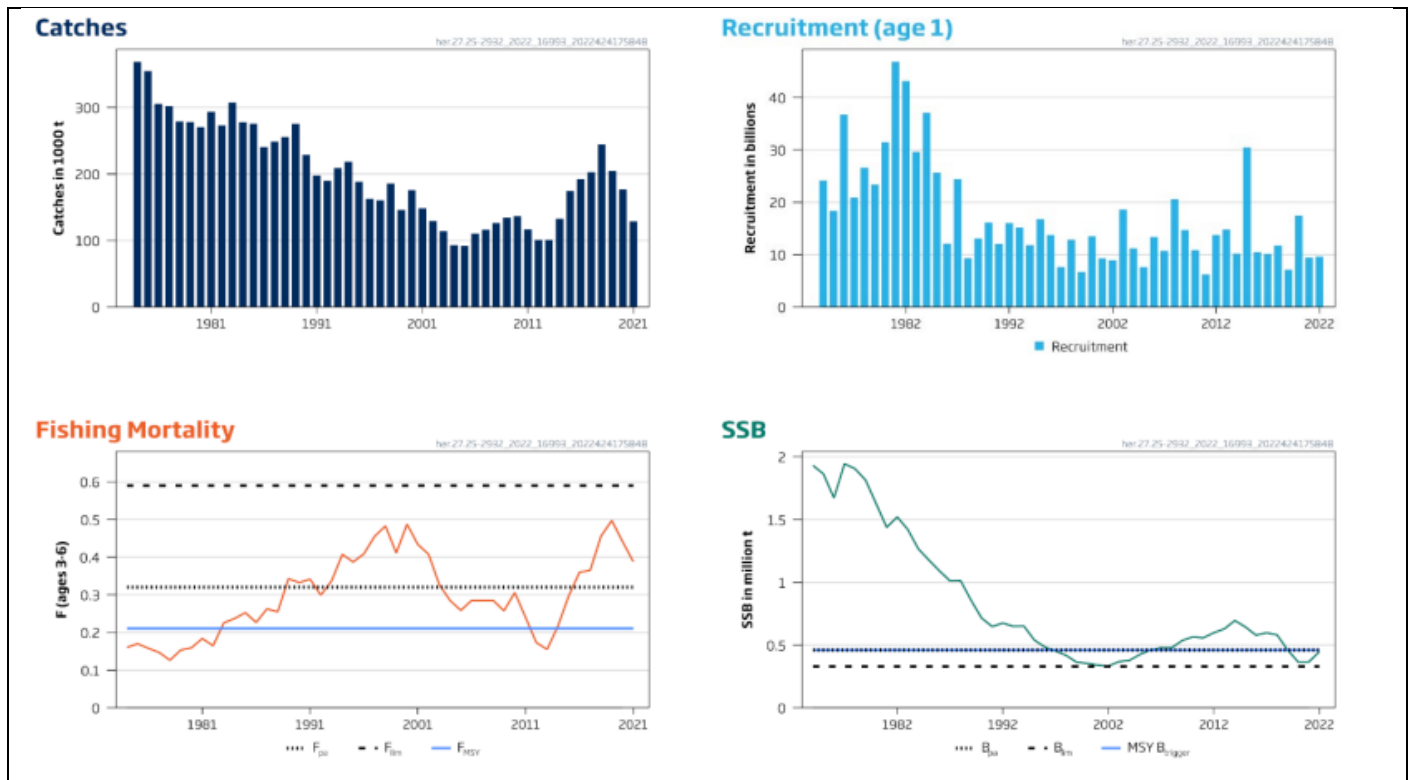 Catches
her.27.25-2932_2022_16993_2022424175848
Catches in 1000 t
300
200
100
0
1981
1991
2001
2011
2021
Recruitment (age 1)
her.27.25-2932_2022_16993_2022424175848
Recruitment in billions
40
30
20
10
0
1982
1992
2002
2012
2022
Recruitment
Fishing Mortality
her.27.25-2932_2022_16993_2022424175848
F (ages 3-6)
0.6
0.5
0.4
0.3
0.2
0.1
0
1981
1991
2001
2011
2021
Fpa Flim FMSY
SSB
her.27.25-2932_2022_16993_2022424175848
SSB in million t
2
1.5
1
0.5
0
1982
1992
2002
2012
2022
Bpa Blim MSY Btrigger